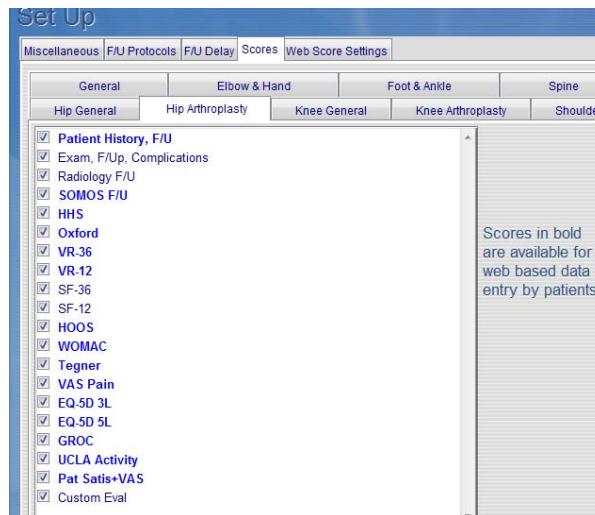 Set Up
Miscellaneous F/U Protocols F/U Delay Scores Web Score Settings
General Elbow & Hand Foot & Ankle Spine
Hip General Hip Arthroplasty Knee General Knee Arthroplasty Shoulde
Patient History, F/U
Exam, F/Up, Complications
Radiology F/U
SOMOS F/U
HHS
Oxford
VR-36
VR-12
SF-36
SF-12
HOOS
WOMAC
Tegner
VAS Pain
EQ-5D 3L
EQ-5D 5L
GROC
UCLA Activity
Pat Satis+VAS
Custom Eval
Scores in bold
are available for
web based data
entry by patients